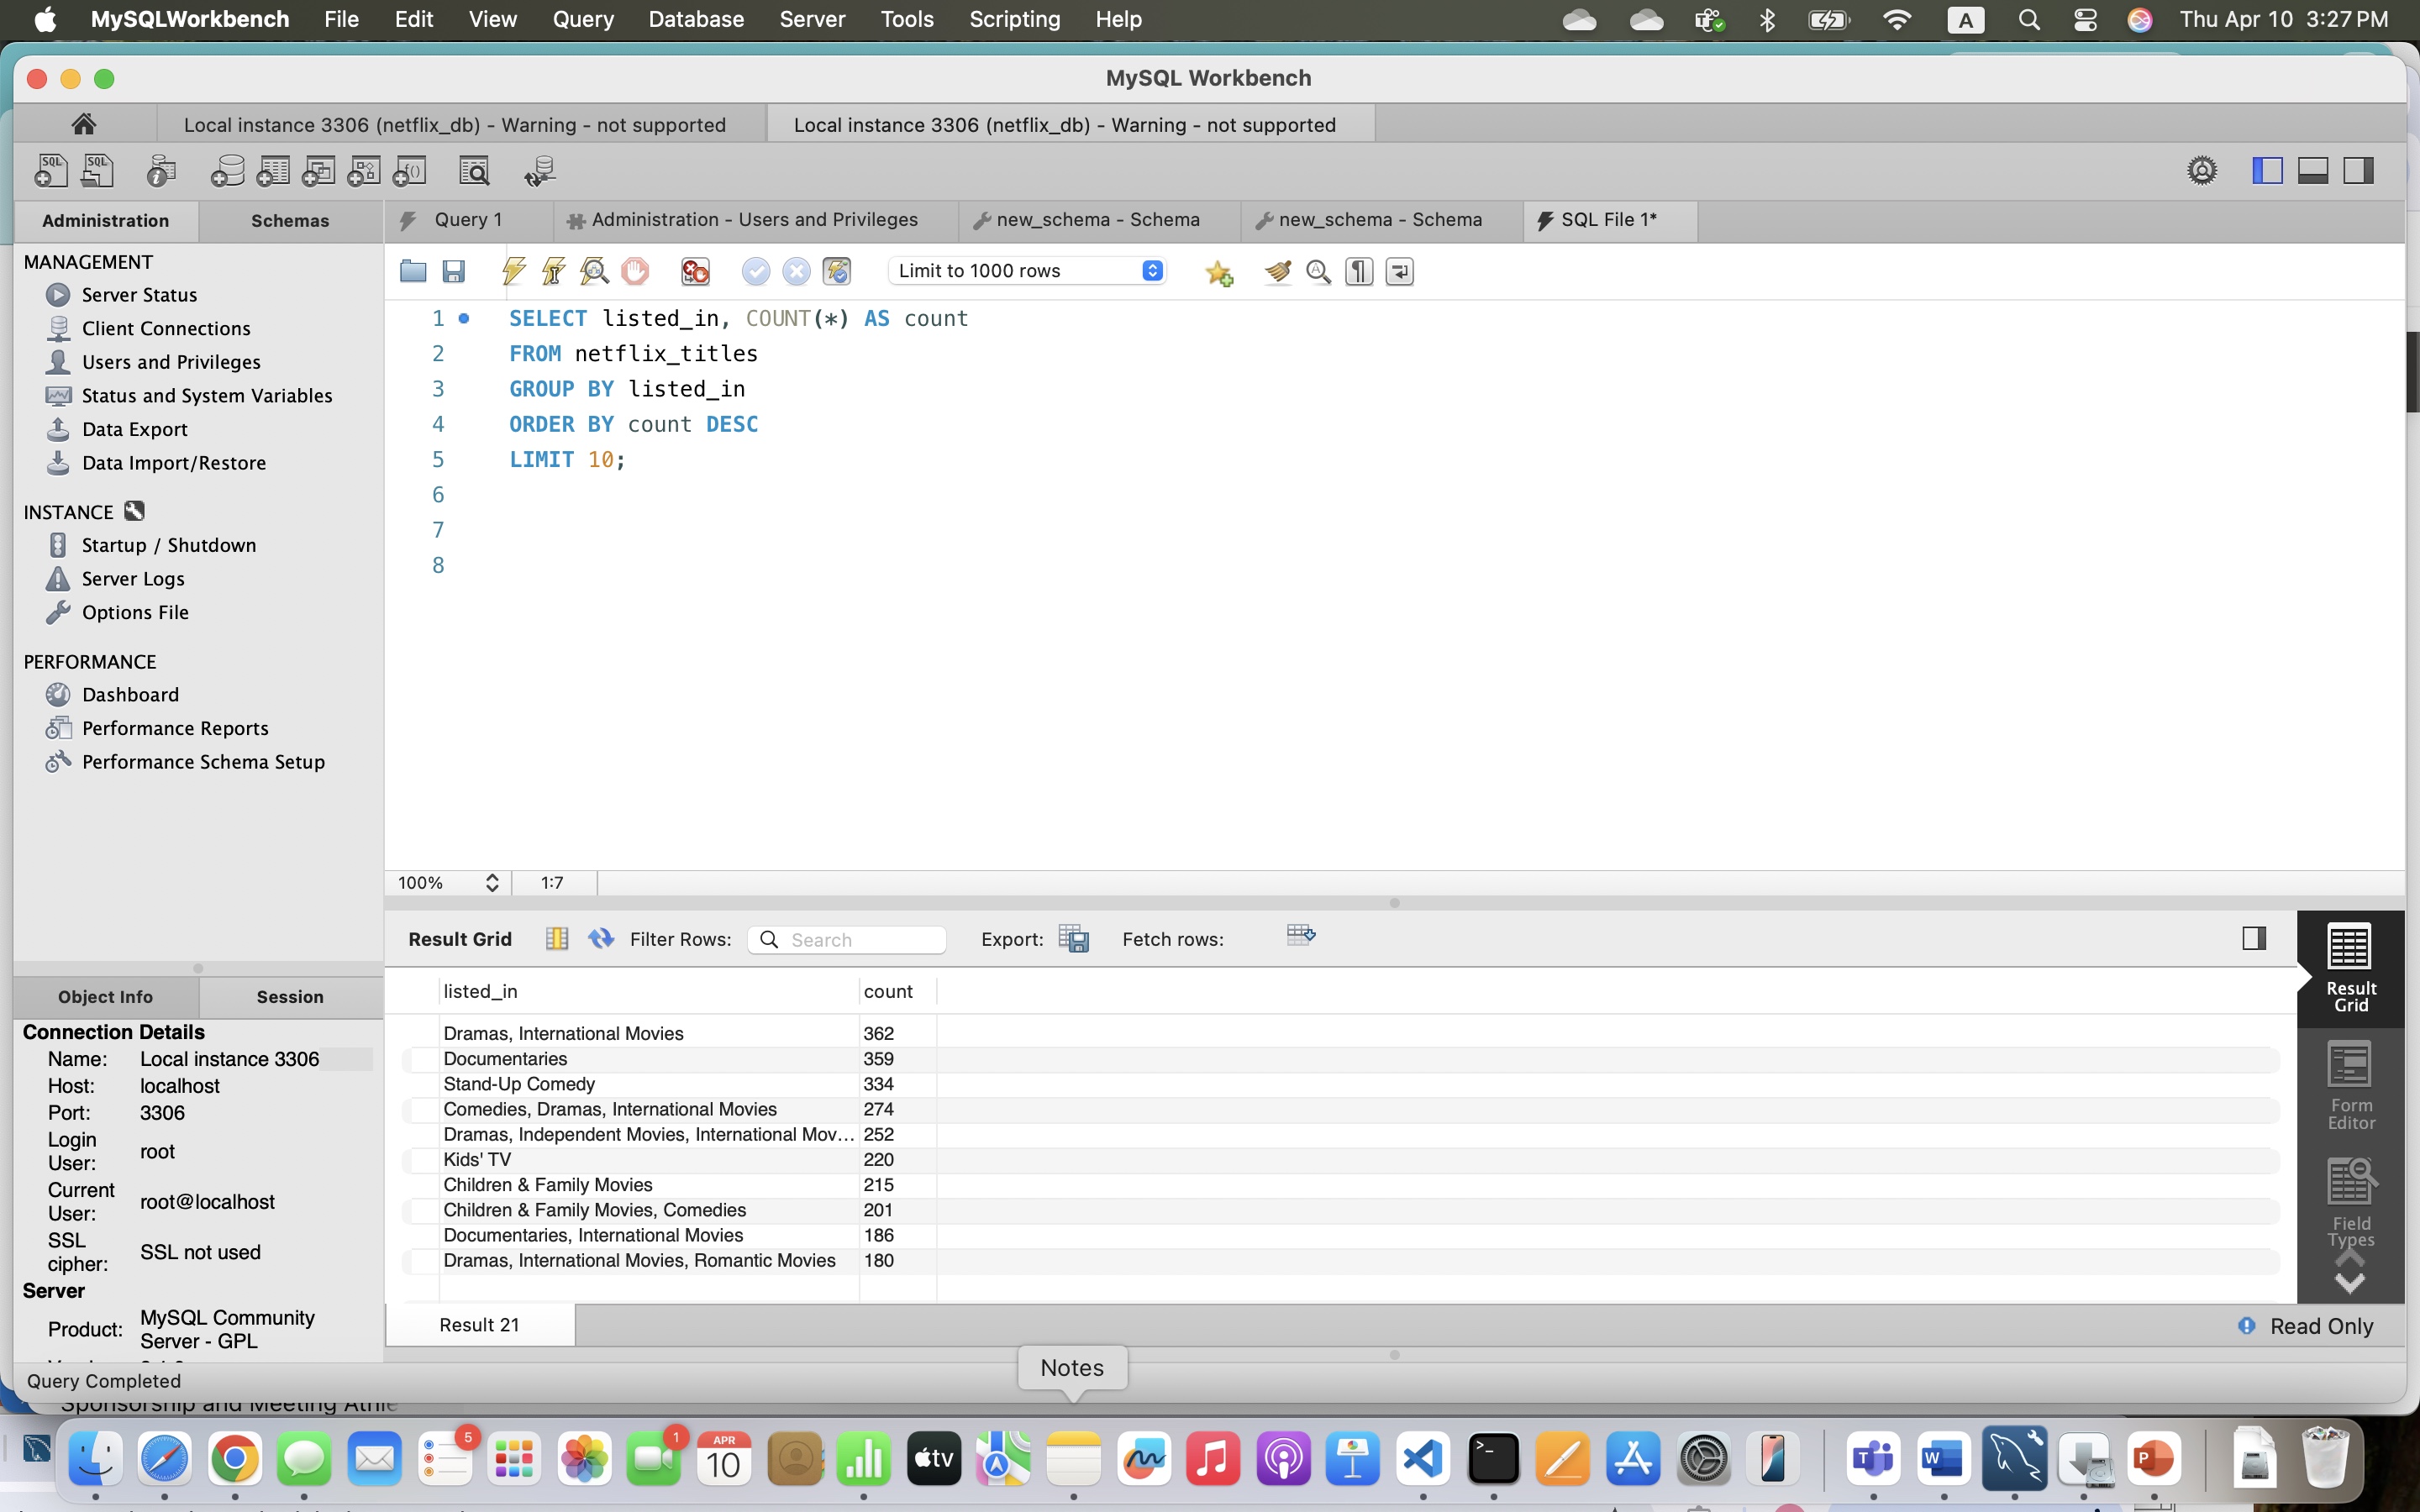 MySQLWorkbench File Edit View Query Database Server Tools Scripting Help A Thu Apr 10 3:27 PM
MySQL Workbench
Local instance 3306 (netflix_db) - Warning - not supported Local instance 3306 (netflix_db) - Warning - not supported
Administration Schemas Query 1 Administration - Users and Privileges new_schema - Schema new_schema - Schema SQL File 1*
MANAGEMENT
Server Status
Client Connections
Users and Privileges
Status and System Variables
Data Export
Data Import/Restore
INSTANCE
Startup / Shutdown
Server Logs
Options File
PERFORMANCE
Dashboard
Performance Reports
Performance Schema Setup
Limit to 1000 rows
1 SELECT listed_in, COUNT(*) AS count
2 FROM netflix_titles
3 GROUP BY listed_in
4 ORDER BY count DESC
5 LIMIT 10;
6
7
8
100% 1:7
Result Grid Filter Rows: Search Export: Fetch rows:
listed_in count
Dramas, International Movies 362
Documentaries 359
Stand-Up Comedy 334
Comedies, Dramas, International Movies 274
Dramas, Independent Movies, International Mov... 252
Kids' TV 220
Children & Family Movies 215
Children & Family Movies, Comedies 201
Documentaries, International Movies 186
Dramas, International Movies, Romantic Movies 180
Result
Grid
Form
Editor
Field
Types
Result 21
Read Only
Object Info Session
Connection Details
Name: Local instance 3306
Host: localhost
Port: 3306
Login
User: root
Current
User: root@localhost
SSL
cipher: SSL not used
Server
Product: MySQL Community
Server - GPL
Query Completed
Notes
Sponsorship and Meeting
5
1
APR
10
tv